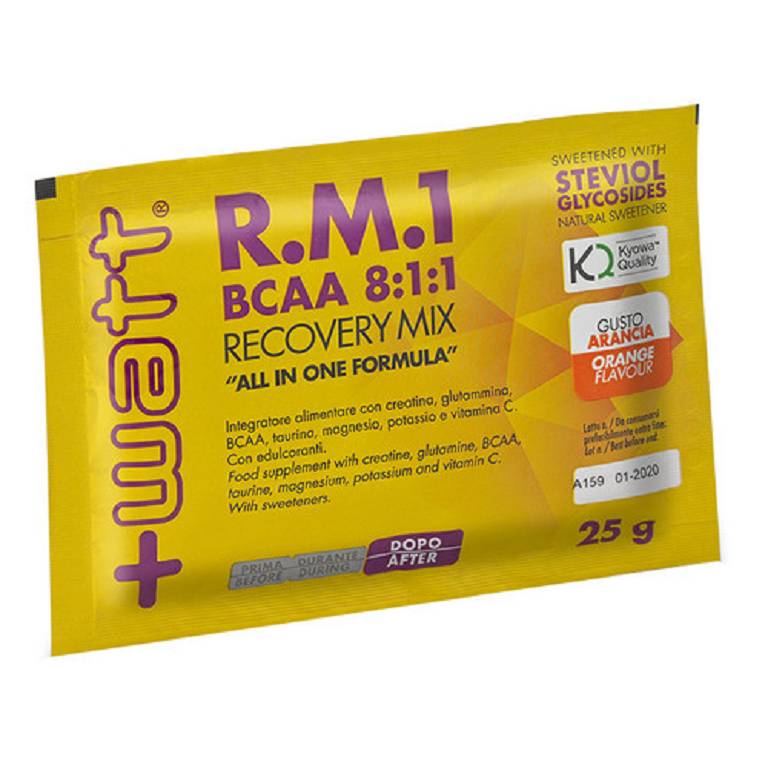 +watt®
R.M.1
BCAA 8:1:1
RECOVERY MIX
"ALL IN ONE FORMULA"
Integratore alimentare con creatina, glutammina,
BCAA, taurina, magnesio, potassio e vitamina C.
Con edulcoranti.
Food supplement with creatine, glutamine, BCAA,
taurine, magnesium, potassium and vitamin C.
With sweeteners.
PRIMA
BEFORE
DURANTE
DURING
DOPO
AFTER
SWEETENED WITH
STEVIOL
GLYCOSIDES
NATURAL SWEETENER
KQ Kyowa™
Quality
GUSTO
ARANCIA
ORANGE
FLAVOUR
Lotto n. / Da consumarsi
preferibilmente entro fine:
Lot n. / Best before end:
A159 01-2020
25 g